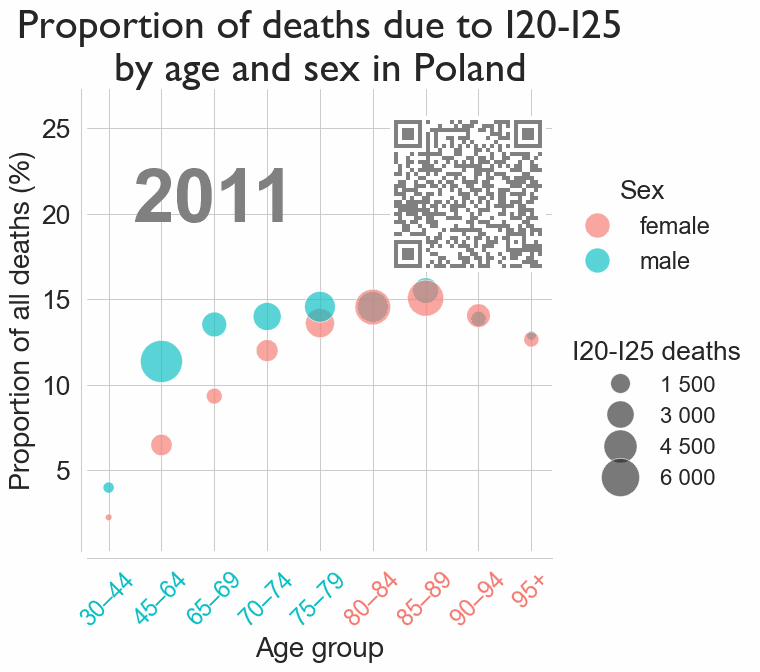 Proportion of deaths due to I20-I25
by age and sex in Poland
Proportion of all deaths (%)
25
20
15
10
5
2011
30–44
45–64
65–69
70–74
75–79
80–84
85–89
90–94
95+
Age group
Sex
female
male
I20-I25 deaths
1 500
3 000
4 500
6 000